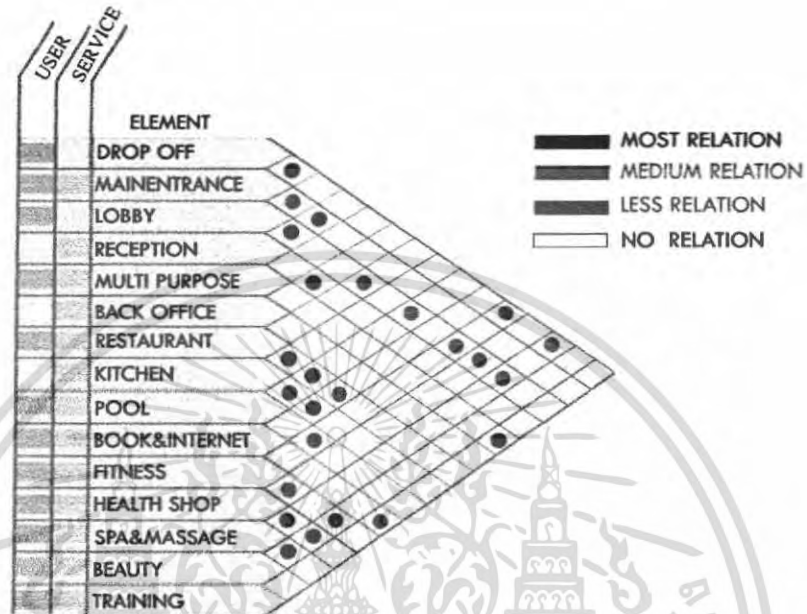 USER
SERVICE
ELEMENT
DROP OFF
MAINENTRANCE
LOBBY
RECEPTION
MULTI PURPOSE
BACK OFFICE
RESTAURANT
KITCHEN
POOL
BOOK&INTERNET
FITNESS
HEALTH SHOP
SPA&MASSAGE
BEAUTY
TRAINING
MOST RELATION
MEDIUM RELATION
LESS RELATION
NO RELATION